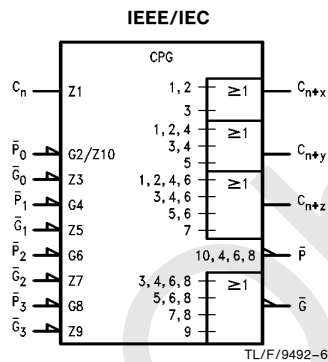 IEEE/IEC
CPG
Cₙ Z1 1, 2 ≥1 Cₙ₊ₓ
3
1, 2, 4 ≥1
P̄₀ G2/Z10 3, 4 Cₙ₊ᵧ
Ḡ₀ Z3 5
P̄₁ G4 1, 2, 4, 6 ≥1
Ḡ₁ Z5 3, 4, 6 Cₙ₊z
5, 6
P̄₂ G6 7
Ḡ₂ Z7 10, 4, 6, 8 P̄
P̄₃ G8 3, 4, 6, 8 ≥1
5, 6, 8 Ḡ
7, 8
Ḡ₃ Z9 9
TL/F/9492–6